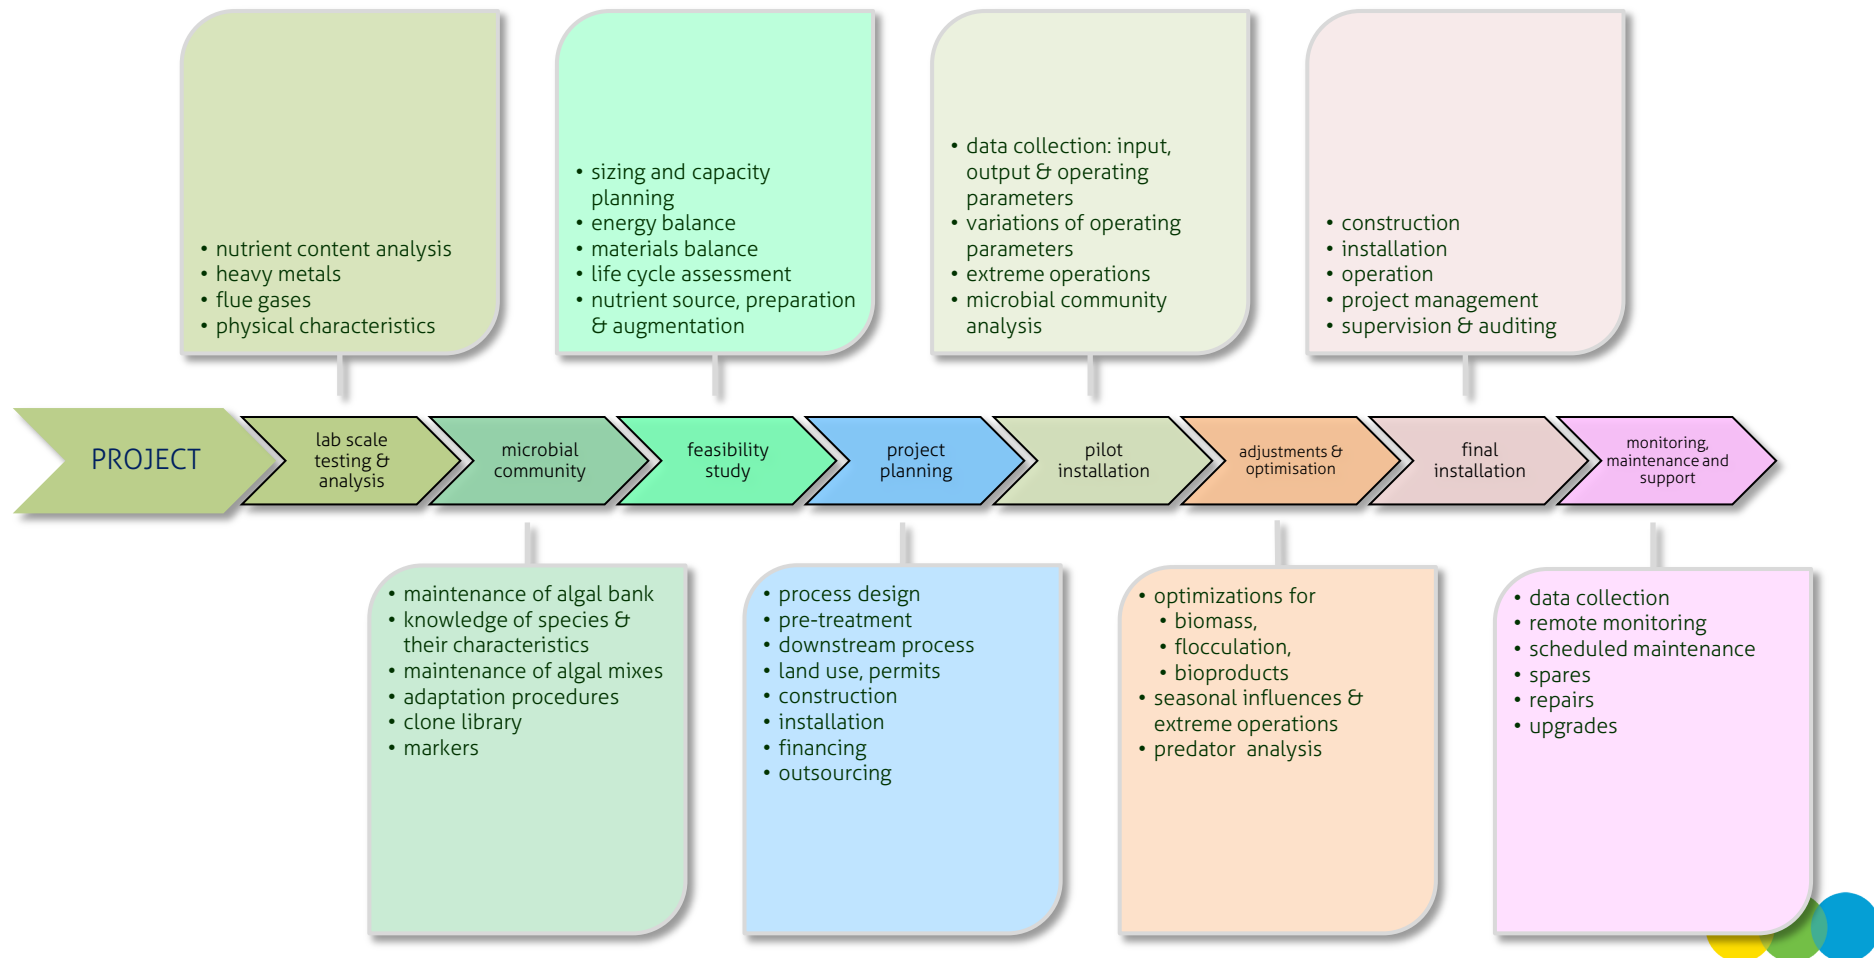 • nutrient content analysis
• heavy metals
• flue gases
• physical characteristics
• sizing and capacity
planning
• energy balance
• materials balance
• life cycle assessment
• nutrient source, preparation
& augmentation
• data collection: input,
output & operating
parameters
• variations of operating
parameters
• extreme operations
• microbial community
analysis
• construction
• installation
• operation
• project management
• supervision & auditing
PROJECT
lab scale
testing &
analysis
microbial
community
feasibility
study
project
planning
pilot
installation
adjustments &
optimisation
final
installation
monitoring,
maintenance and
support
• maintenance of algal bank
• knowledge of species &
their characteristics
• maintenance of algal mixes
• adaptation procedures
• clone library
• markers
• process design
• pre-treatment
• downstream process
• land use, permits
• construction
• installation
• financing
• outsourcing
• optimizations for
• biomass,
• flocculation,
• bioproducts
• seasonal influences &
extreme operations
• predator analysis
• data collection
• remote monitoring
• scheduled maintenance
• spares
• repairs
• upgrades